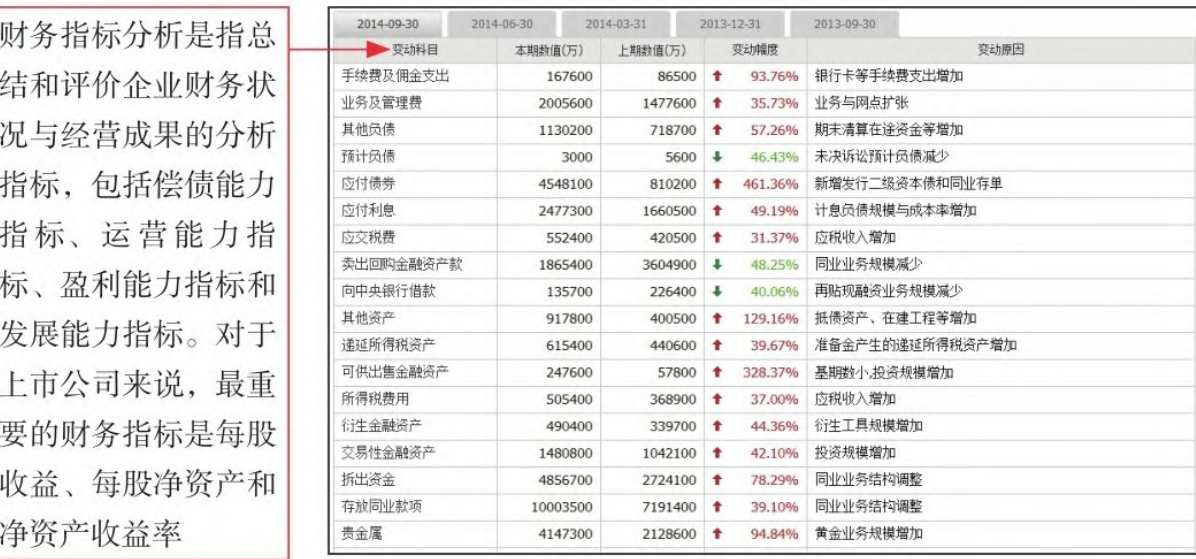 财务指标分析是指总
结和评价企业财务状
况与经营成果的分析
指标，包括偿债能力
指标、运营能力指
标、盈利能力指标和
发展能力指标。对于
上市公司来说，最重
要的财务指标是每股
收益、每股净资产和
净资产收益率
2014-09-30 2014-06-30 2014-03-31 2013-12-31 2013-09-30
变动科目 本期数值(万) 上期数值(万) 变动幅度 变动原因
手续费及佣金支出 167600 86500 93.76% 银行卡等手续费支出增加
业务及管理费 2005600 1477600 35.73% 业务与网点扩张
其他负债 1130200 718700 57.26% 期末清算在途资金等增加
预计负债 3000 5600 46.43% 未决诉讼预计负债减少
应付债券 4548100 810200 461.36% 新增发行二级资本债和同业存单
应付利息 2477300 1660500 49.19% 计息负债规模与成本率增加
应交税费 552400 420500 31.37% 应税收入增加
卖出回购金融资产款 1865400 3604900 48.25% 同业业务规模减少
向中央银行借款 135700 226400 40.06% 再贴现融资业务规模减少
其他资产 917800 400500 129.16% 抵债资产、在建工程等增加
递延所得税资产 615400 440600 39.67% 准备金产生的递延所得税资产增加
可供出售金融资产 247600 57800 328.37% 基期数小,投资规模增加
所得税费用 505400 368900 37.00% 应税收入增加
衍生金融资产 490400 339700 44.36% 衍生工具规模增加
交易性金融资产 1480800 1042100 42.10% 投资规模增加
拆出资金 4856700 2724100 78.29% 同业业务结构调整
存放同业款项 10003500 7191400 39.10% 同业业务结构调整
贵金属 4147300 2128600 94.84% 黄金业务规模增加